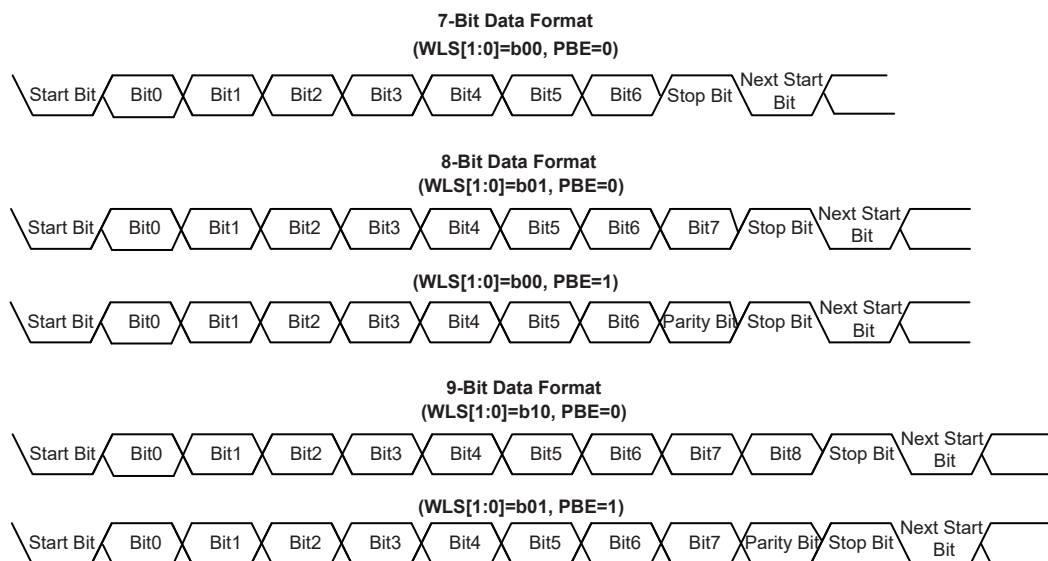 7-Bit Data Format
(WLS[1:0]=b00, PBE=0)
Start Bit Bit0 Bit1 Bit2 Bit3 Bit4 Bit5 Bit6 Stop Bit Next Start Bit
8-Bit Data Format
(WLS[1:0]=b01, PBE=0)
Start Bit Bit0 Bit1 Bit2 Bit3 Bit4 Bit5 Bit6 Bit7 Stop Bit Next Start Bit
(WLS[1:0]=b00, PBE=1)
Start Bit Bit0 Bit1 Bit2 Bit3 Bit4 Bit5 Bit6 Parity Bit Stop Bit Next Start Bit
9-Bit Data Format
(WLS[1:0]=b10, PBE=0)
Start Bit Bit0 Bit1 Bit2 Bit3 Bit4 Bit5 Bit6 Bit7 Bit8 Stop Bit Next Start Bit
(WLS[1:0]=b01, PBE=1)
Start Bit Bit0 Bit1 Bit2 Bit3 Bit4 Bit5 Bit6 Bit7 Parity Bit Stop Bit Next Start Bit